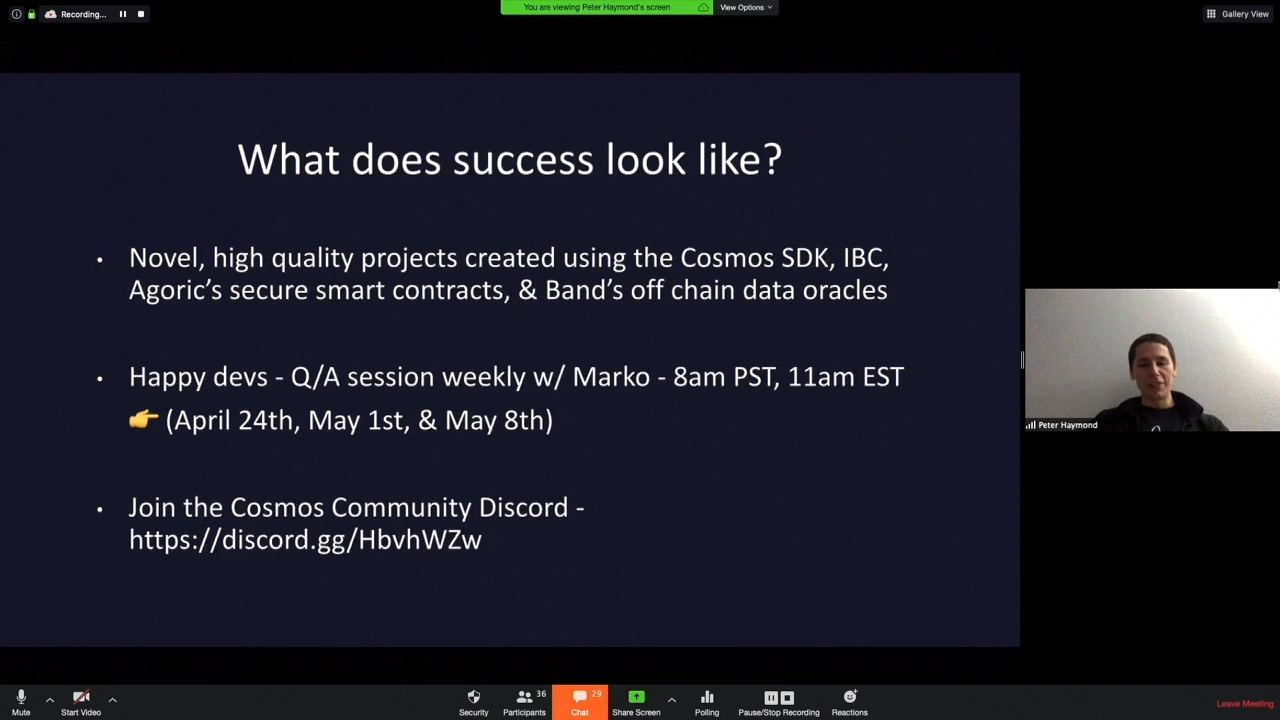 Recording...
You are viewing Peter Haymond's screen
View Options
Gallery View
What does success look like?
• Novel, high quality projects created using the Cosmos SDK, IBC,
Agoric’s secure smart contracts, & Band’s off chain data oracles
• Happy devs - Q/A session weekly w/ Marko - 8am PST, 11am EST
👉 (April 24th, May 1st, & May 8th)
• Join the Cosmos Community Discord -
https://discord.gg/HbvhWZw
Peter Haymond
Mute
Start Video
Security
36
Participants
29
Chat
Share Screen
Polling
Pause/Stop Recording
Reactions
Leave Meeting